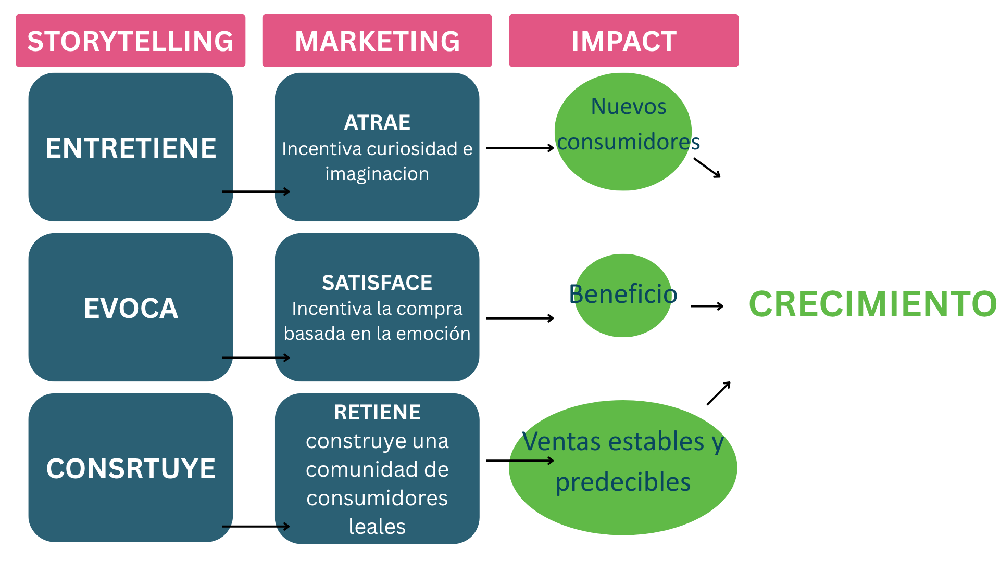 STORYTELLING
MARKETING
IMPACT
ENTRETIENE
ATRAE
Incentiva curiosidad e
imaginacion
Nuevos
consumidores
EVOCA
SATISFACE
Incentiva la compra
basada en la emoción
Beneficio
CRECIMIENTO
CONSRTUYE
RETIENE
construye una
comunidad de
consumidores
leales
Ventas estables y
predecibles